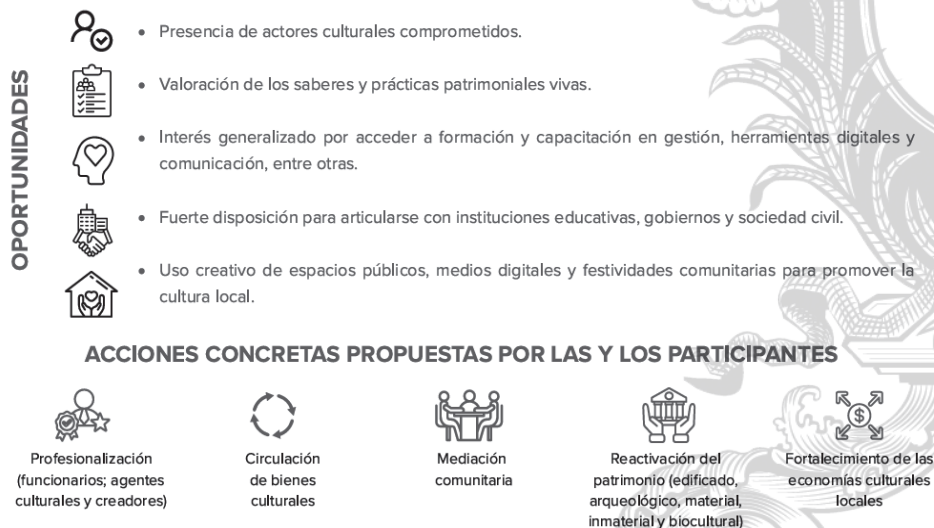 OPORTUNIDADES
• Presencia de actores culturales comprometidos.
• Valoración de los saberes y prácticas patrimoniales vivas.
• Interés generalizado por acceder a formación y capacitación en gestión, herramientas digitales y
comunicación, entre otras.
• Fuerte disposición para articularse con instituciones educativas, gobiernos y sociedad civil.
• Uso creativo de espacios públicos, medios digitales y festividades comunitarias para promover la
cultura local.
ACCIONES CONCRETAS PROPUESTAS POR LAS Y LOS PARTICIPANTES
Profesionalización
(funcionarios; agentes
culturales y creadores)
Circulación
de bienes
culturales
Mediación
comunitaria
Reactivación del
patrimonio (edificado,
arqueológico, material,
inmaterial y biocultural)
$
Fortalecimiento de las
economías culturales
locales